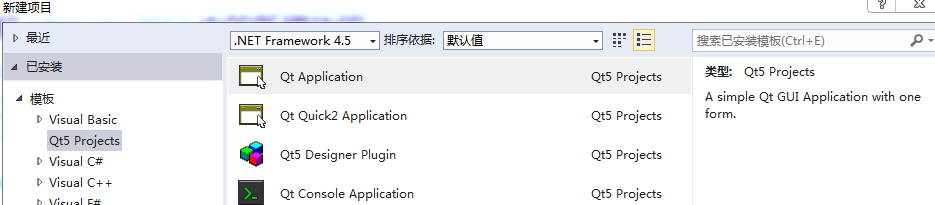 新建项目
最近
.NET Framework 4.5 排序依据: 默认值 搜索已安装模板(Ctrl+E)
已安装
模板
Visual Basic
Qt5 Projects
Visual C#
Visual C++
Visual F#
Qt Application Qt5 Projects
Qt Quick2 Application Qt5 Projects
Qt5 Designer Plugin Qt5 Projects
Qt Console Application Qt5 Projects
类型: Qt5 Projects
A simple Qt GUI Application with one
form.